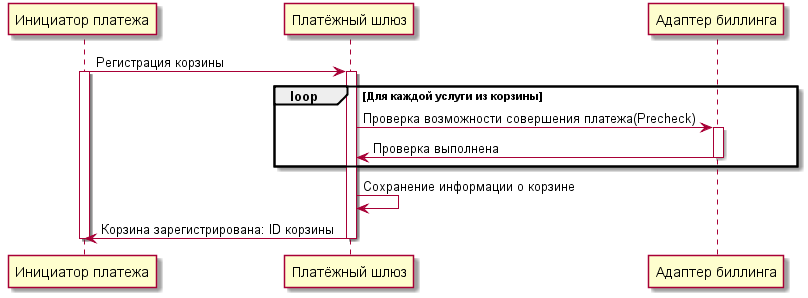 Инициатор платежа
Платёжный шлюз
Адаптер биллинга
Регистрация корзины
loop
[Для каждой услуги из корзины]
Проверка возможности совершения платежа(Precheck)
Проверка выполнена
Сохранение информации о корзине
Корзина зарегистрирована: ID корзины
Инициатор платежа
Платёжный шлюз
Адаптер биллинга